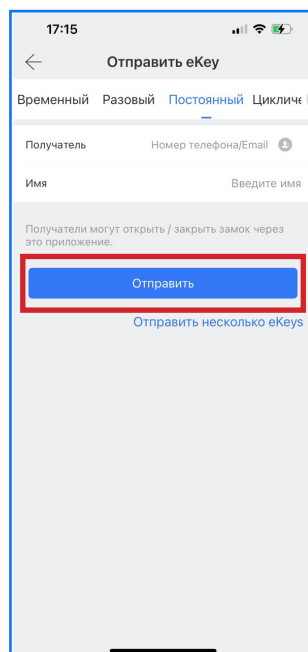 17:15
Отправить eKey
Временный Разовый Постоянный Цикличе
Получатель Номер телефона/Email
Имя Введите имя
Получатели могут открыть / закрыть замок через
это приложение.
Отправить
Отправить несколько eKeys